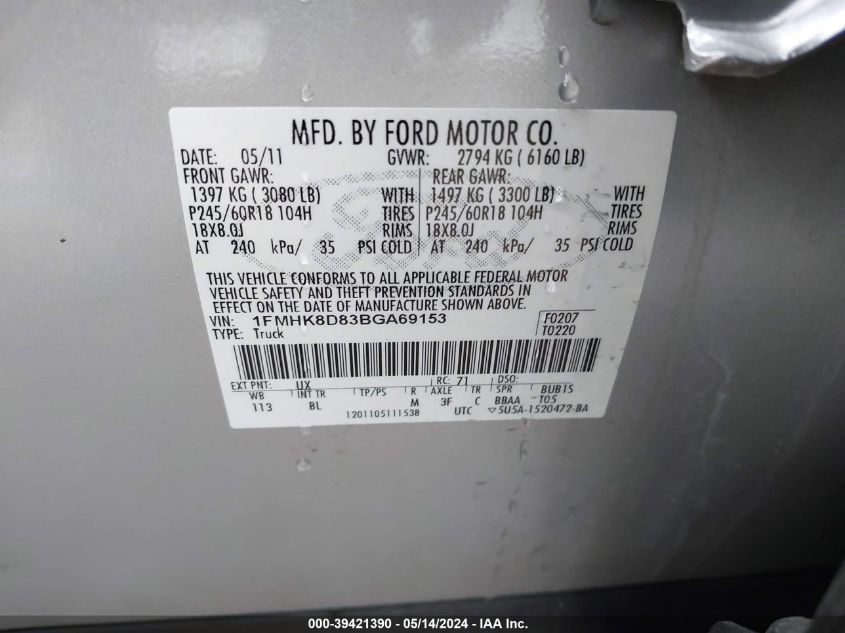 MFD. BY FORD MOTOR CO.
DATE: 05/11 GVWR: 2794 KG ( 6160 LB)
FRONT GAWR: REAR GAWR:
1397 KG ( 3080 LB) WITH 1497 KG ( 3300 LB) WITH
P245/60R18 104H TIRES P245/60R18 104H TIRES
18X8.0J RIMS 18X8.0J RIMS
AT 240 kPa/ 35 PSI COLD AT 240 kPa/ 35 PSI COLD
THIS VEHICLE CONFORMS TO ALL APPLICABLE FEDERAL MOTOR
VEHICLE SAFETY AND THEFT PREVENTION STANDARDS IN
EFFECT ON THE DATE OF MANUFACTURE SHOWN ABOVE.
VIN: 1FMHK8D83BGA69153 F0207
TYPE: Truck T0220
EXT PNT: UX RC: 71 DSO:
WB INT TR TP/PS R AXLE TR SPR BUB15
113 BL M 3F C BBAA T05
1201105111538 UTC ▽5U5A-1520472-BA
000-39421390 - 05/14/2024 - IAA Inc.